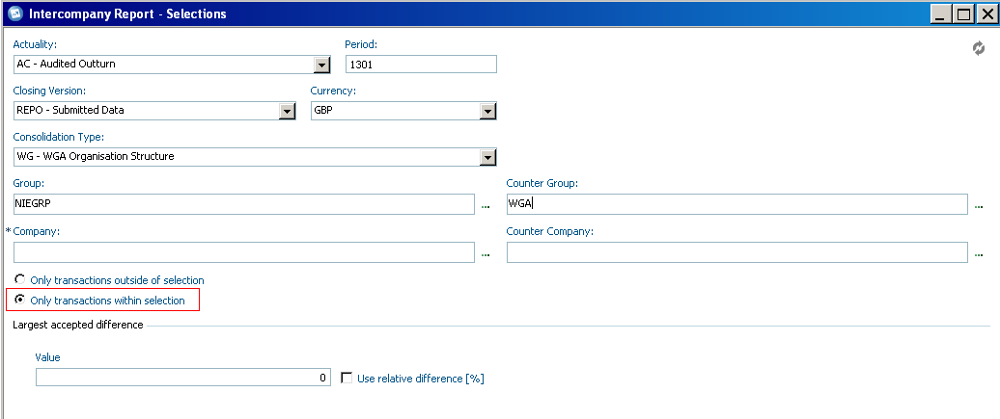 Intercompany Report - Selections
Actuality: Period:
AC - Audited Outturn 1301
Closing Version: Currency:
REPO - Submitted Data GBP
Consolidation Type:
WG - WGA Organisation Structure
Group: Counter Group:
NIEGRP ... WGA ...
* Company: Counter Company:
... ...
Only transactions outside of selection
Only transactions within selection
Largest accepted difference
Value
0 Use relative difference [%]